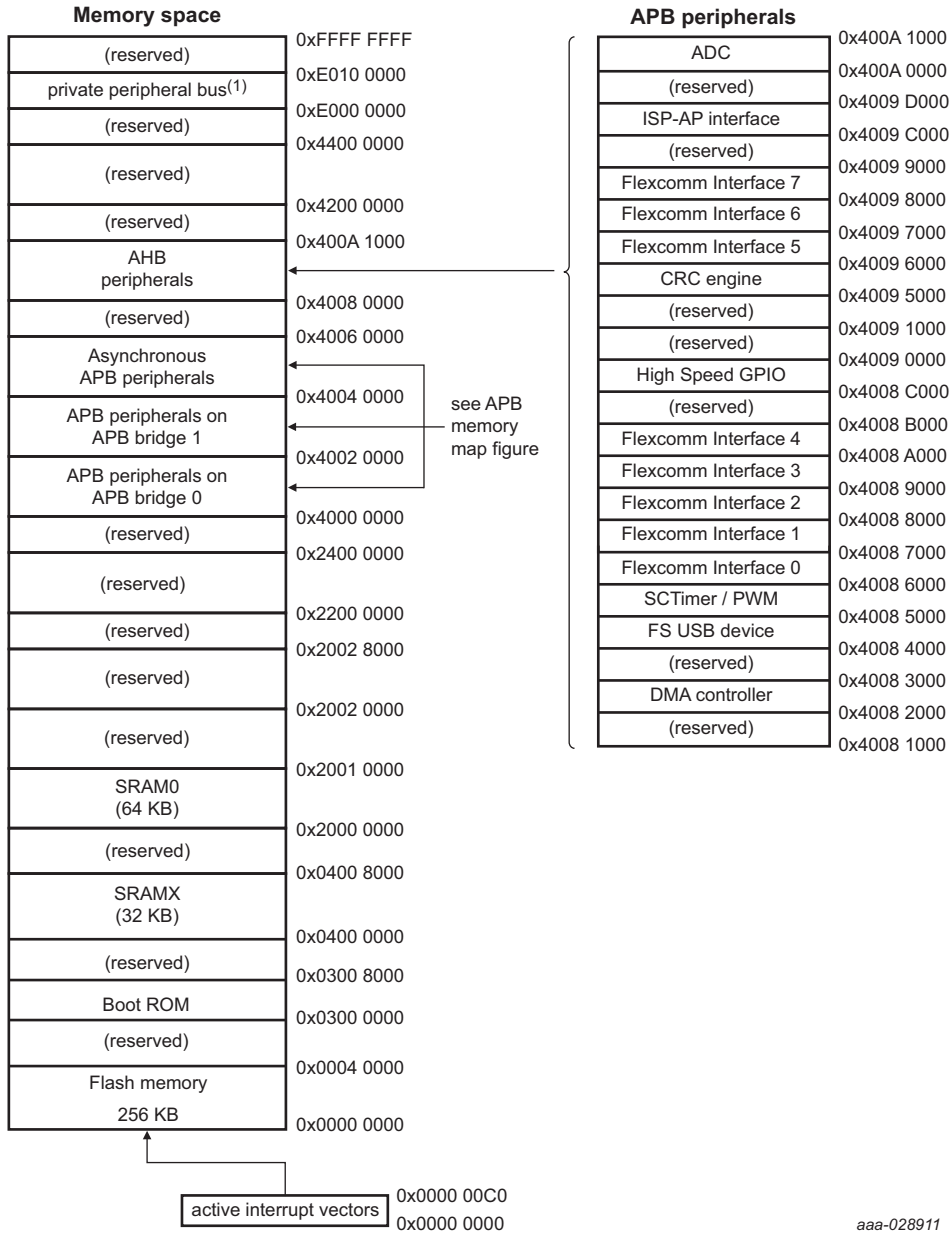 Memory space
(reserved)
0xFFFF FFFF
private peripheral bus(1)
0xE010 0000
(reserved)
0xE000 0000
(reserved)
0x4400 0000
(reserved)
0x4200 0000
AHB
peripherals
0x400A 1000
(reserved)
0x4008 0000
Asynchronous
APB peripherals
0x4006 0000
APB peripherals on
APB bridge 1
0x4004 0000
APB peripherals on
APB bridge 0
0x4002 0000
(reserved)
0x4000 0000
(reserved)
0x2400 0000
(reserved)
0x2200 0000
(reserved)
0x2002 8000
(reserved)
0x2002 0000
SRAM0
(64 KB)
0x2001 0000
(reserved)
0x2000 0000
SRAMX
(32 KB)
0x0400 8000
(reserved)
0x0400 0000
Boot ROM
0x0300 8000
(reserved)
0x0300 0000
Flash memory
256 KB
0x0004 0000
0x0000 0000
active interrupt vectors
0x0000 00C0
0x0000 0000
see APB
memory
map figure
APB peripherals
ADC
0x400A 1000
(reserved)
0x400A 0000
ISP-AP interface
0x4009 D000
(reserved)
0x4009 C000
Flexcomm Interface 7
0x4009 9000
Flexcomm Interface 6
0x4009 8000
Flexcomm Interface 5
0x4009 7000
CRC engine
0x4009 6000
(reserved)
0x4009 5000
(reserved)
0x4009 1000
High Speed GPIO
0x4009 0000
(reserved)
0x4008 C000
Flexcomm Interface 4
0x4008 B000
Flexcomm Interface 3
0x4008 A000
Flexcomm Interface 2
0x4008 9000
Flexcomm Interface 1
0x4008 8000
Flexcomm Interface 0
0x4008 7000
SCTimer / PWM
0x4008 6000
FS USB device
0x4008 5000
(reserved)
0x4008 4000
DMA controller
0x4008 3000
(reserved)
0x4008 2000
0x4008 1000
aaa-028911